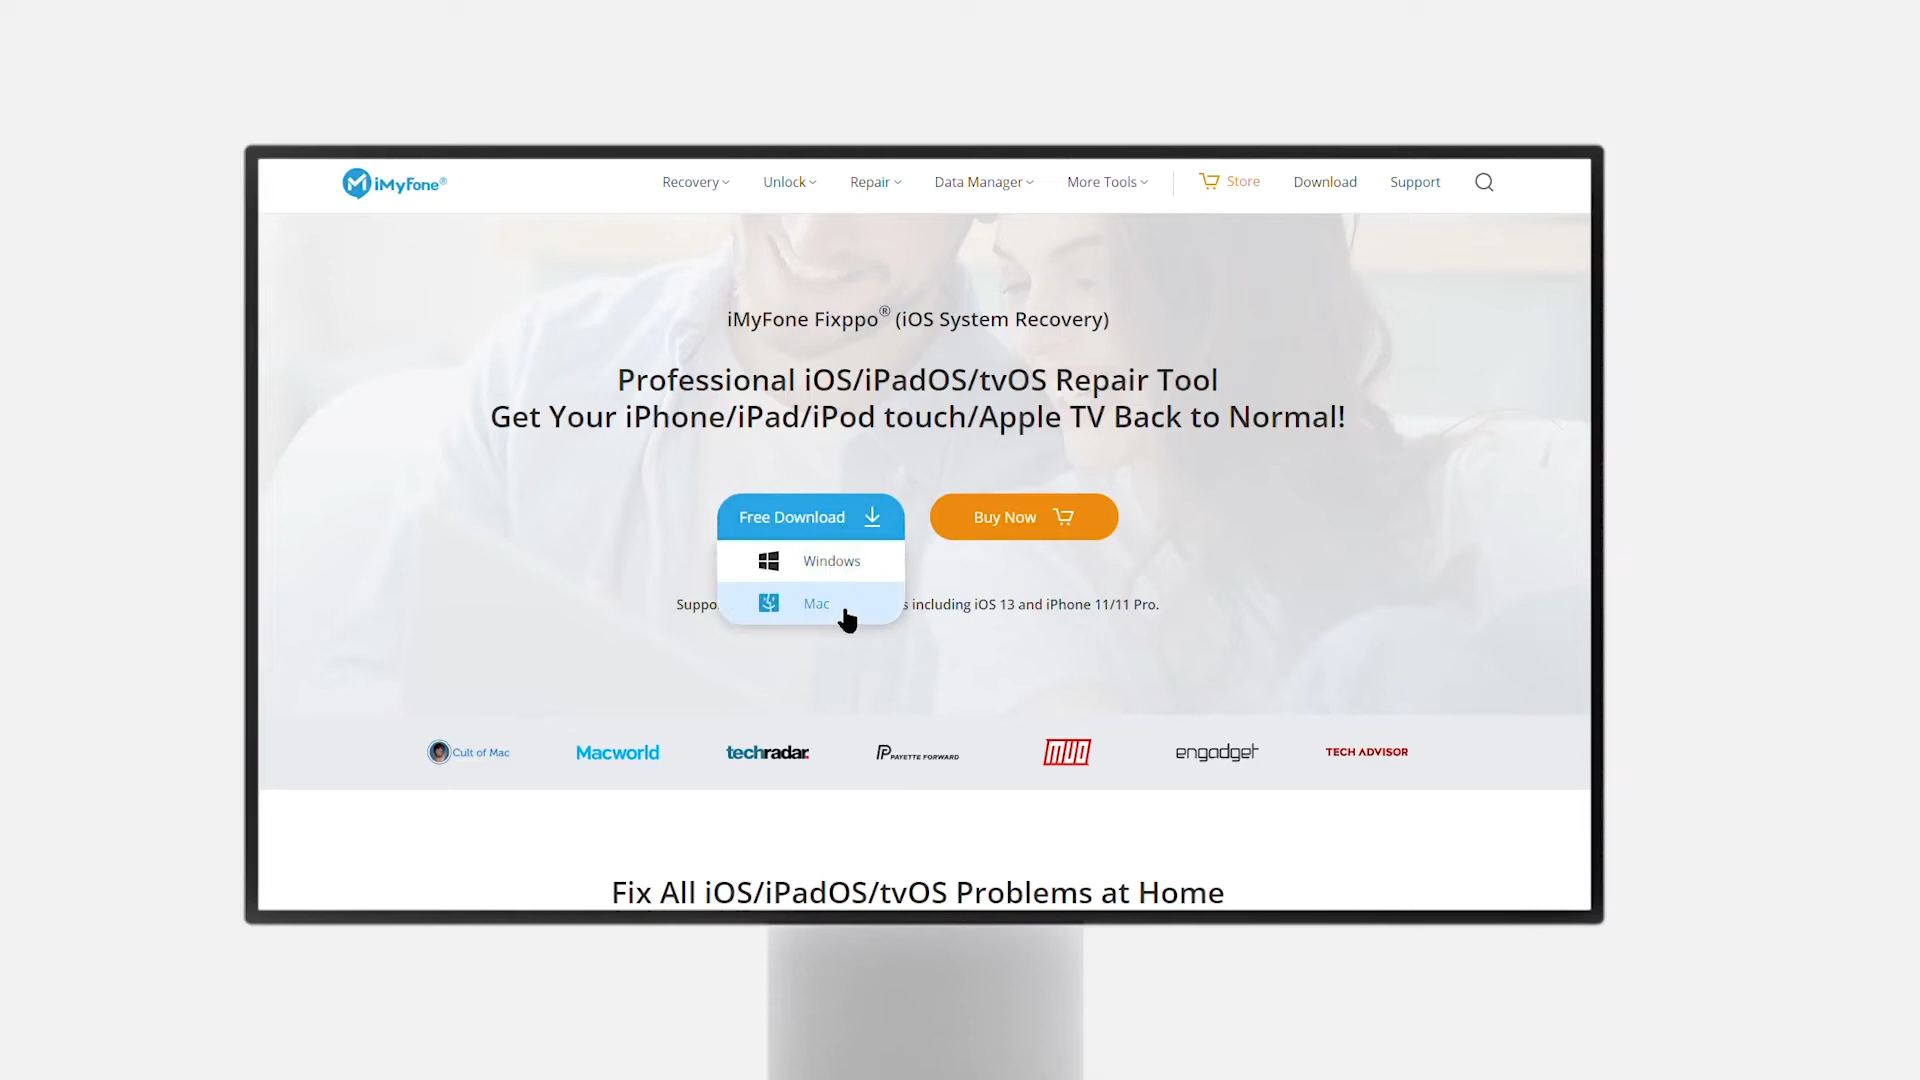 iMyFone®
Recovery
Unlock
Repair
Data Manager
More Tools
Store
Download
Support
iMyFone Fixppo® (iOS System Recovery)
Professional iOS/iPadOS/tvOS Repair Tool
Get Your iPhone/iPad/iPod touch/Apple TV Back to Normal!
Free Download
Buy Now
Windows
Mac
including iOS 13 and iPhone 11/11 Pro.
Cult of Mac
Macworld
techradar.
PAYETTE FORWARD
MUO
engadget
TECH ADVISOR
Fix All iOS/iPadOS/tvOS Problems at Home